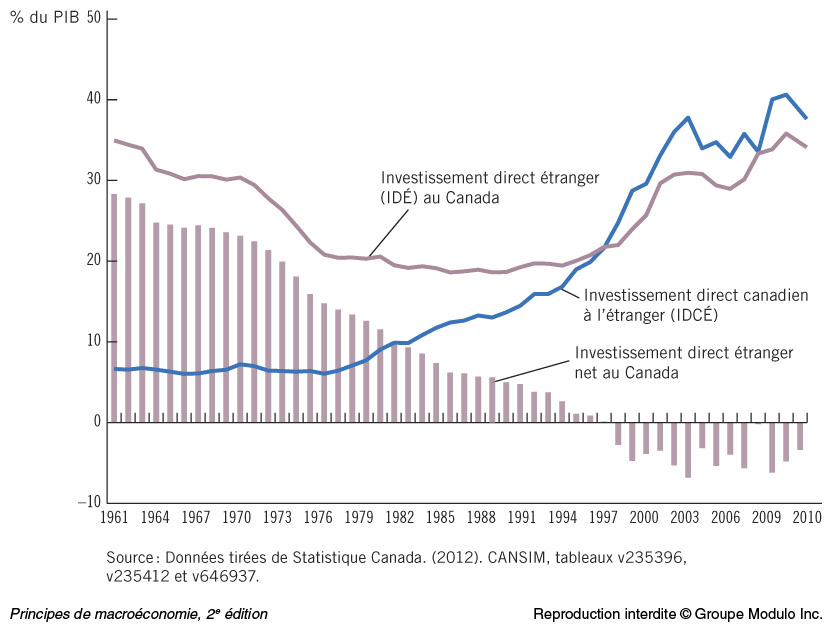 % du PIB
50
40
30
20
10
0
–10
Investissement direct étranger
(IDÉ) au Canada
Investissement direct canadien
à l’étranger (IDCÉ)
Investissement direct étranger
net au Canada
1961 1964 1967 1970 1973 1976 1979 1982 1985 1988 1991 1994 1997 2000 2003 2006 2009 2010
Source : Données tirées de Statistique Canada. (2012). CANSIM, tableaux v235396,
v235412 et v646937.
Principes de macroéconomie, 2e édition
Reproduction interdite © Groupe Modulo Inc.